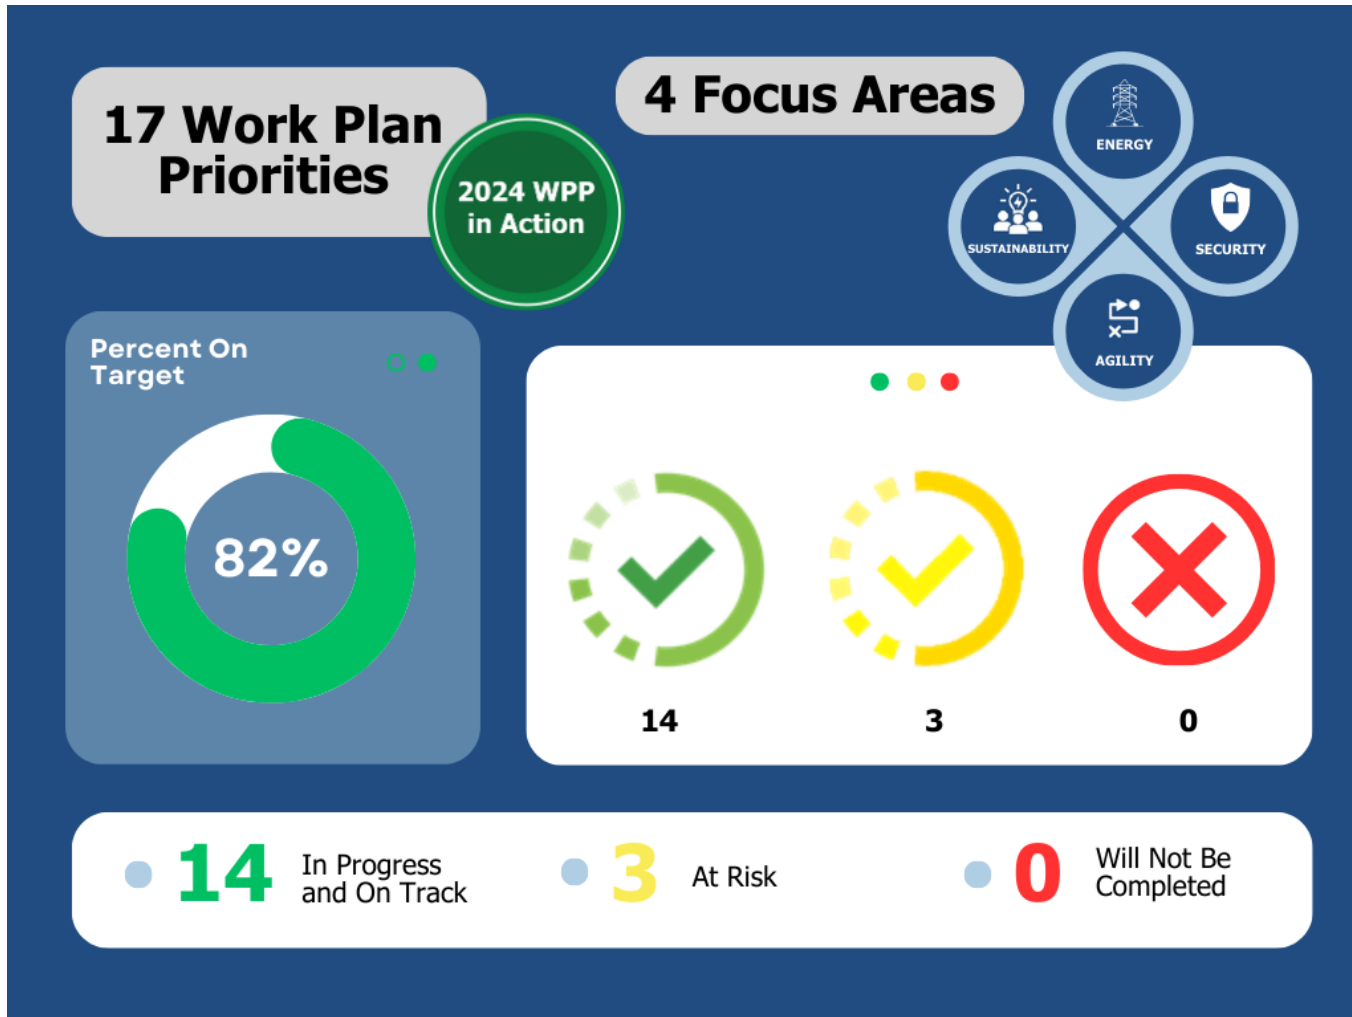 17 Work Plan
Priorities
2024 WPP
in Action
4 Focus Areas
ENERGY
SUSTAINABILITY
SECURITY
AGILITY
Percent On
Target
82%
14
3
0
14
In Progress
and On Track
3
At Risk
0
Will Not Be
Completed